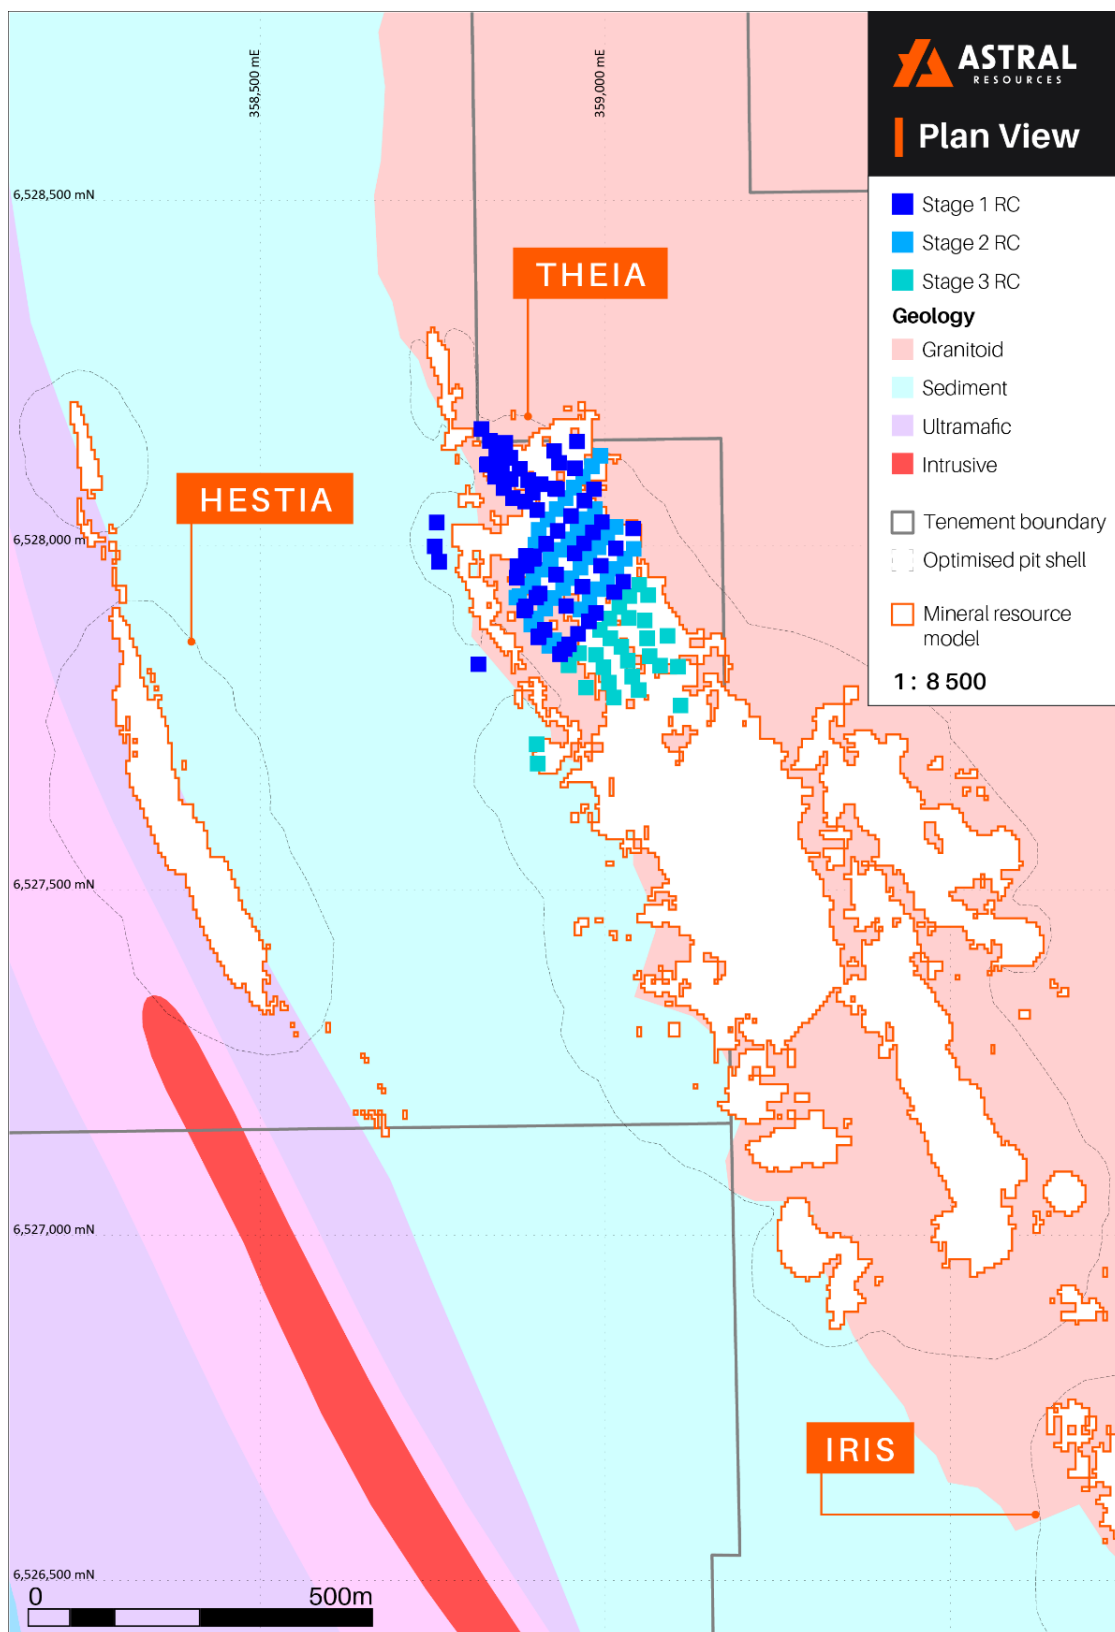 ASTRAL
RESOURCES
Plan View
358,500 mE
359,000 mE
6,528,500 mN
Stage 1 RC
Stage 2 RC
Stage 3 RC
Geology
Granitoid
Sediment
Ultramafic
Intrusive
Tenement boundary
Optimised pit shell
Mineral resource
model
1: 8 500
THEIA
HESTIA
6,528,000 mN
6,527,500 mN
6,527,000 mN
IRIS
6,526,500 mN
0 500m